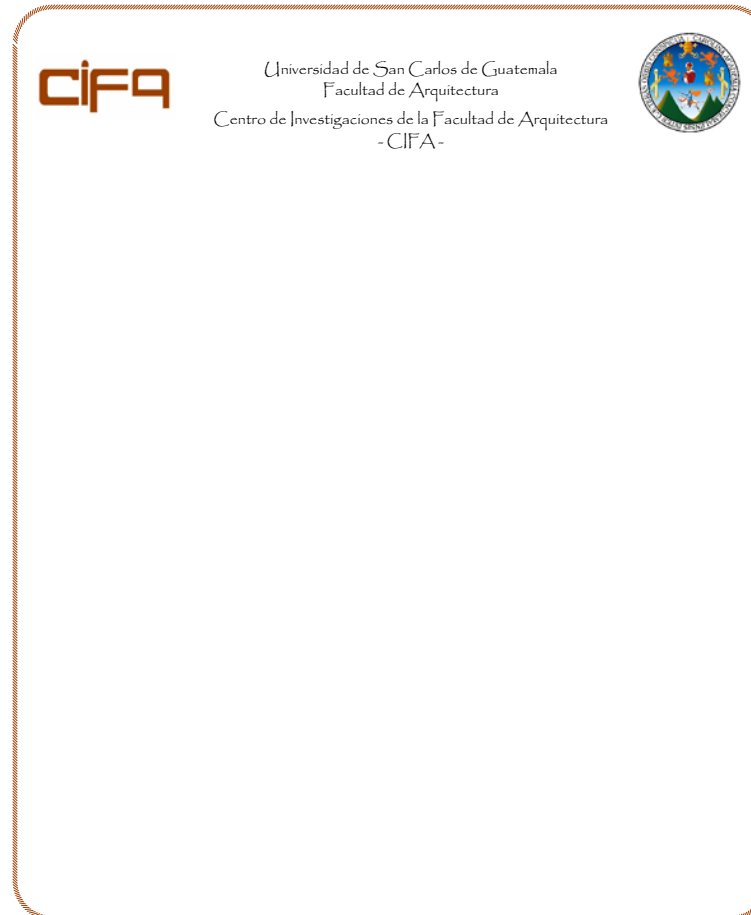 cifa
Universidad de San Carlos de Guatemala
Facultad de Arquitectura
Centro de Investigaciones de la Facultad de Arquitectura
- CIFA -